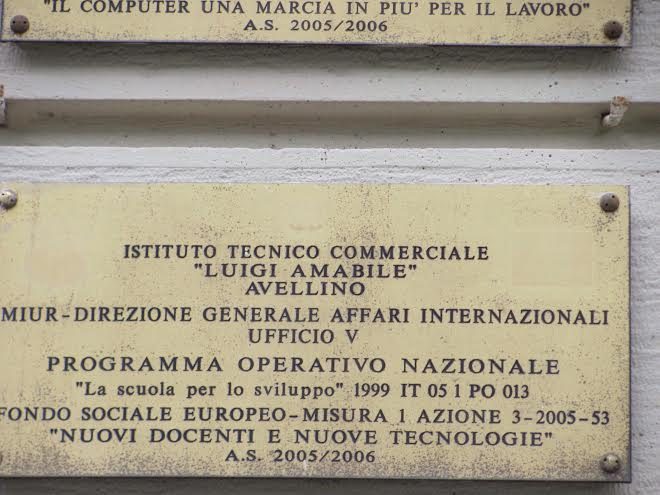 "IL COMPUTER UNA MARCIA IN PIU' PER IL LAVORO"
A.S. 2005/2006
ISTITUTO TECNICO COMMERCIALE
"LUIGI AMABILE"
AVELLINO
MIUR-DIREZIONE GENERALE AFFARI INTERNAZIONALI
UFFICIO V
PROGRAMMA OPERATIVO NAZIONALE
"La scuola per lo sviluppo" 1999 IT 05 1 PO 013
FONDO SOCIALE EUROPEO-MISURA 1 AZIONE 3-2005-53
"NUOVI DOCENTI E NUOVE TECNOLOGIE"
A.S. 2005/2006